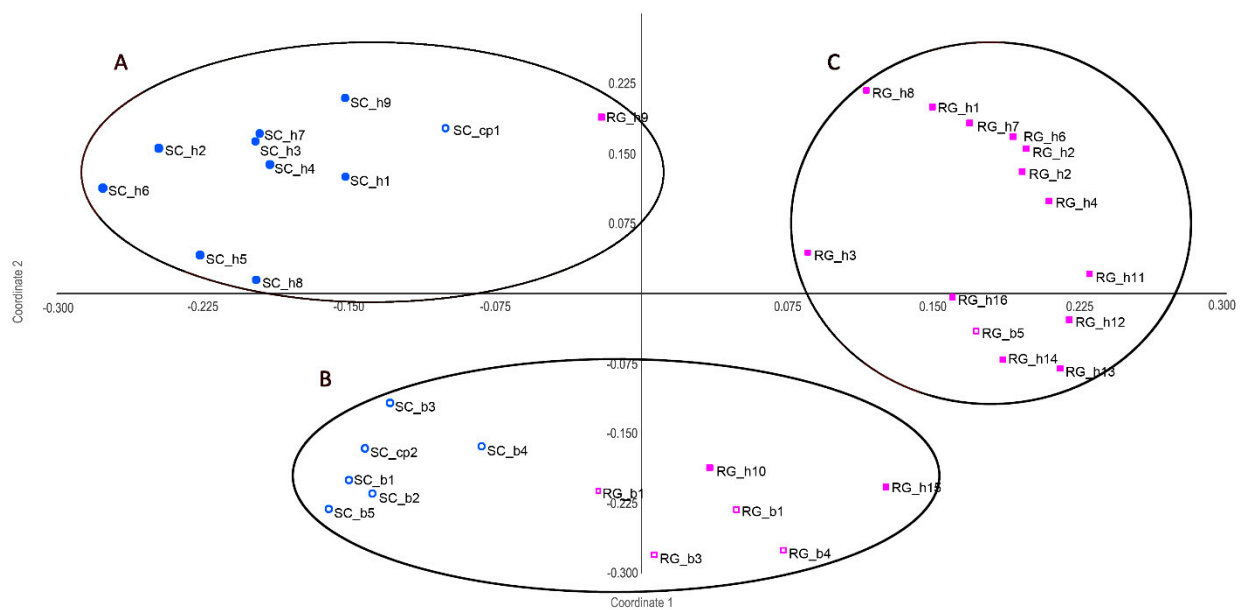 A
C
0.225
SC_h9
RG_h8
RG_h1
SC_cp1
RG_h9
RG_h7
SC_h7
RG_h6
SC_h2
SC_h3
0.150
RG_h2
SC_h4
RG_h2
SC_h1
SC_h6
RG_h4
0.075
SC_h5
RG_h3
SC_h8
RG_h11
Coordinate 2
-0.300
-0.225
-0.150
-0.075
0.075
0.150
0.225
0.300
RG_h16
RG_h12
RG_b5
RG_h14
RG_h13
-0.075
B
SC_b3
-0.150
SC_cp2
SC_b4
RG_h10
SC_b1
RG_h15
SC_b2
RG_b1
-0.225
SC_b5
RG_b1
RG_b3
RG_b4
-0.300
Coordinate 1